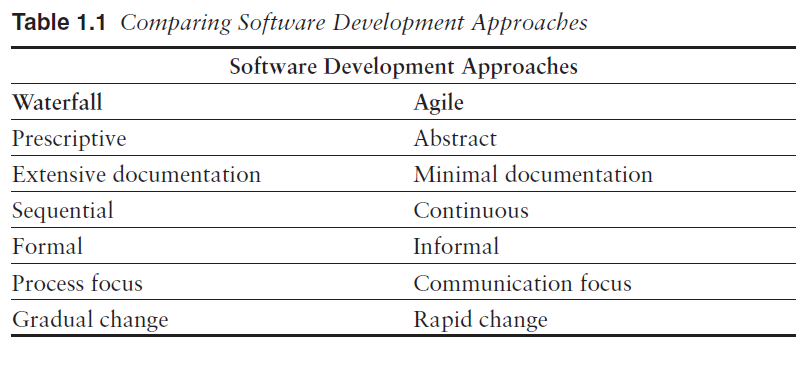 Table 1.1 Comparing Software Development Approaches
Software Development Approaches
Waterfall Agile
Prescriptive Abstract
Extensive documentation Minimal documentation
Sequential Continuous
Formal Informal
Process focus Communication focus
Gradual change Rapid change